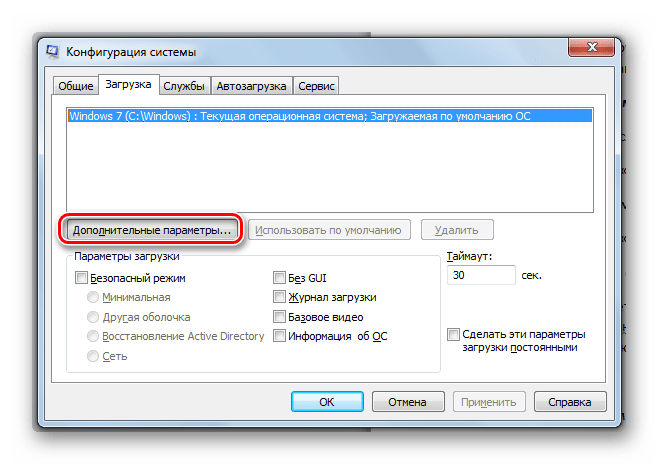 Конфигурация системы
Общие Загрузка Службы Автозагрузка Сервис
Windows 7 (C:\Windows) : Текущая операционная система; Загружаемая по умолчанию ОС
Дополнительные параметры... Использовать по умолчанию Удалить
Параметры загрузки
Безопасный режим
Минимальная
Другая оболочка
Восстановление Active Directory
Сеть
Без GUI
Журнал загрузки
Базовое видео
Информация об ОС
Таймаут:
30 сек.
Сделать эти параметры
загрузки постоянными
OK Отмена Применить Справка